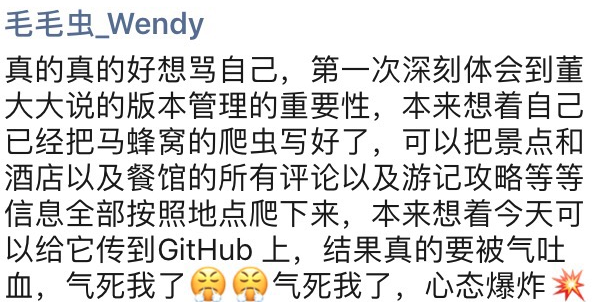 毛毛虫_Wendy
真的真的好想骂自己，第一次深刻体会到董
大大说的版本管理的重要性，本来想着自己
已经把马蜂窝的爬虫写好了，可以把景点和
酒店以及餐馆的所有评论以及游记攻略等等
信息全部按照地点爬下来，本来想着今天可
以给它传到GitHub 上，结果真的要被气吐
血，气死我了😤😤气死我了，心态爆炸💥